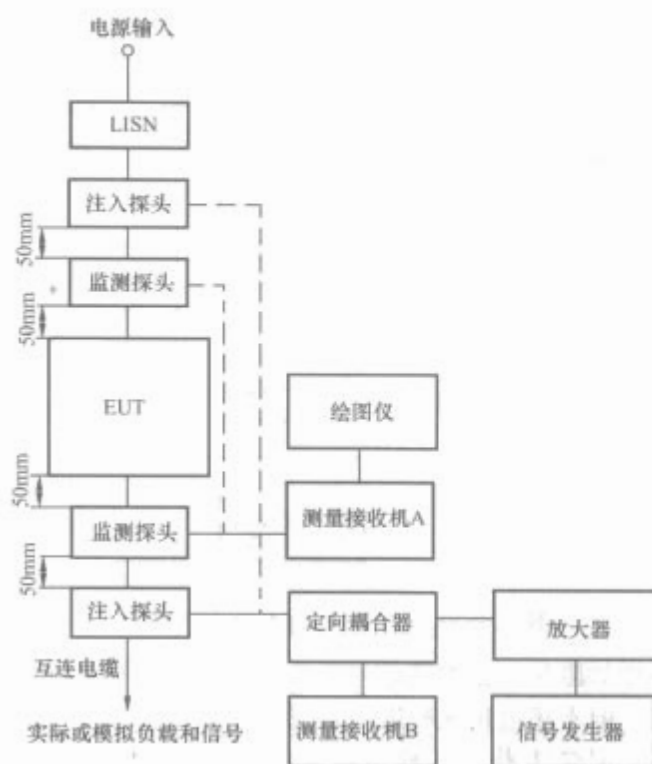 电源输入
LISN
注入探头
50mm
监测探头
50mm
EUT
绘图仪
50mm
监测探头
测量接收机A
50mm
注入探头
定向耦合器
放大器
互连电缆
实际或模拟负载和信号
测量接收机B
信号发生器